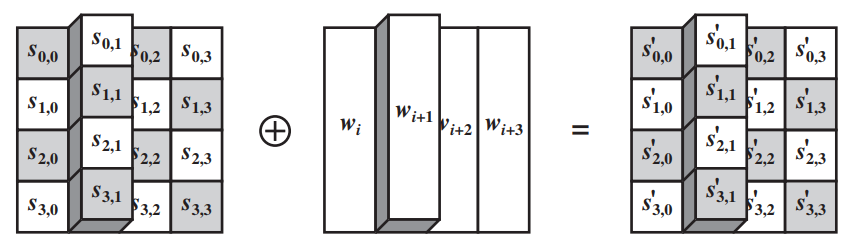 s0,0 s0,1 s0,2 s0,3
s1,0 s1,1 s1,2 s1,3
s2,0 s2,1 s2,2 s2,3
s3,0 s3,1 s3,2 s3,3
⊕
wi wi+1 wi+2 wi+3
=
s'0,0 s'0,1 s'0,2 s'0,3
s'1,0 s'1,1 s'1,2 s'1,3
s'2,0 s'2,1 s'2,2 s'2,3
s'3,0 s'3,1 s'3,2 s'3,3